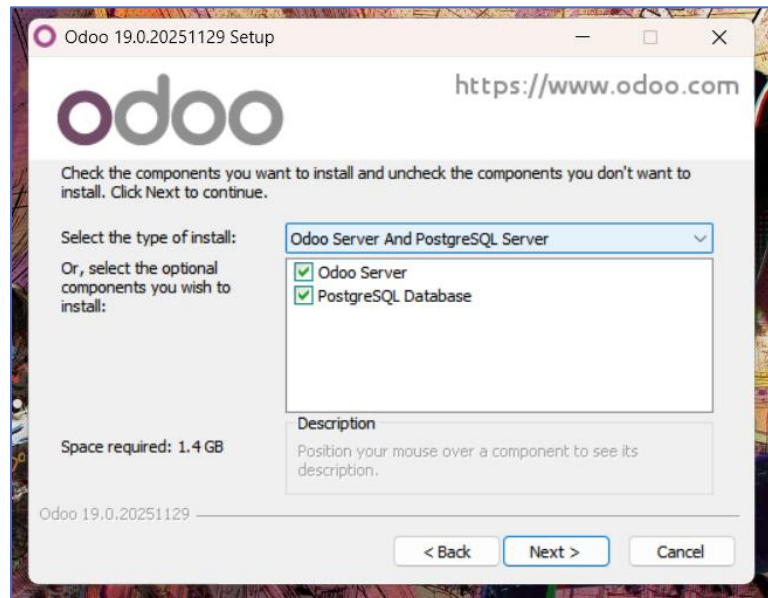 Odoo 19.0.20251129 Setup
odoo
https://www.odoo.com
Check the components you want to install and uncheck the components you don't want to
install. Click Next to continue.
Select the type of install:
Odoo Server And PostgreSQL Server
Or, select the optional
components you wish to
install:
Odoo Server
PostgreSQL Database
Space required: 1.4 GB
Description
Position your mouse over a component to see its
description.
Odoo 19.0.20251129
< Back
Next >
Cancel